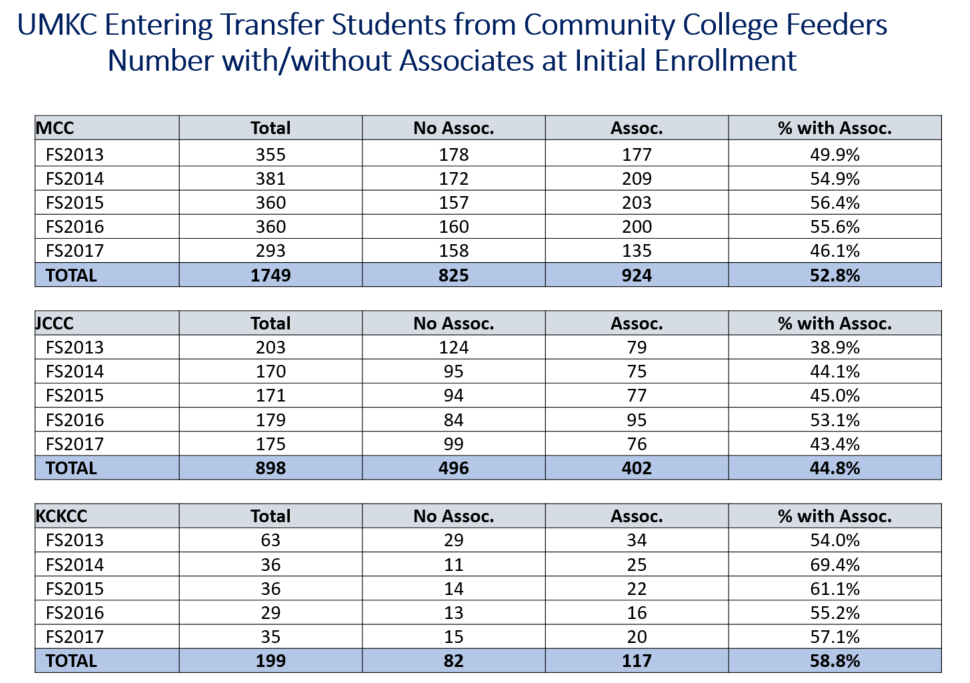 UMKC Entering Transfer Students from Community College Feeders
Number with/without Associates at Initial Enrollment
MCC Total No Assoc. Assoc. % with Assoc.
FS2013 355 178 177 49.9%
FS2014 381 172 209 54.9%
FS2015 360 157 203 56.4%
FS2016 360 160 200 55.6%
FS2017 293 158 135 46.1%
TOTAL 1749 825 924 52.8%
JCCC Total No Assoc. Assoc. % with Assoc.
FS2013 203 124 79 38.9%
FS2014 170 95 75 44.1%
FS2015 171 94 77 45.0%
FS2016 179 84 95 53.1%
FS2017 175 99 76 43.4%
TOTAL 898 496 402 44.8%
KCKCC Total No Assoc. Assoc. % with Assoc.
FS2013 63 29 34 54.0%
FS2014 36 11 25 69.4%
FS2015 36 14 22 61.1%
FS2016 29 13 16 55.2%
FS2017 35 15 20 57.1%
TOTAL 199 82 117 58.8%